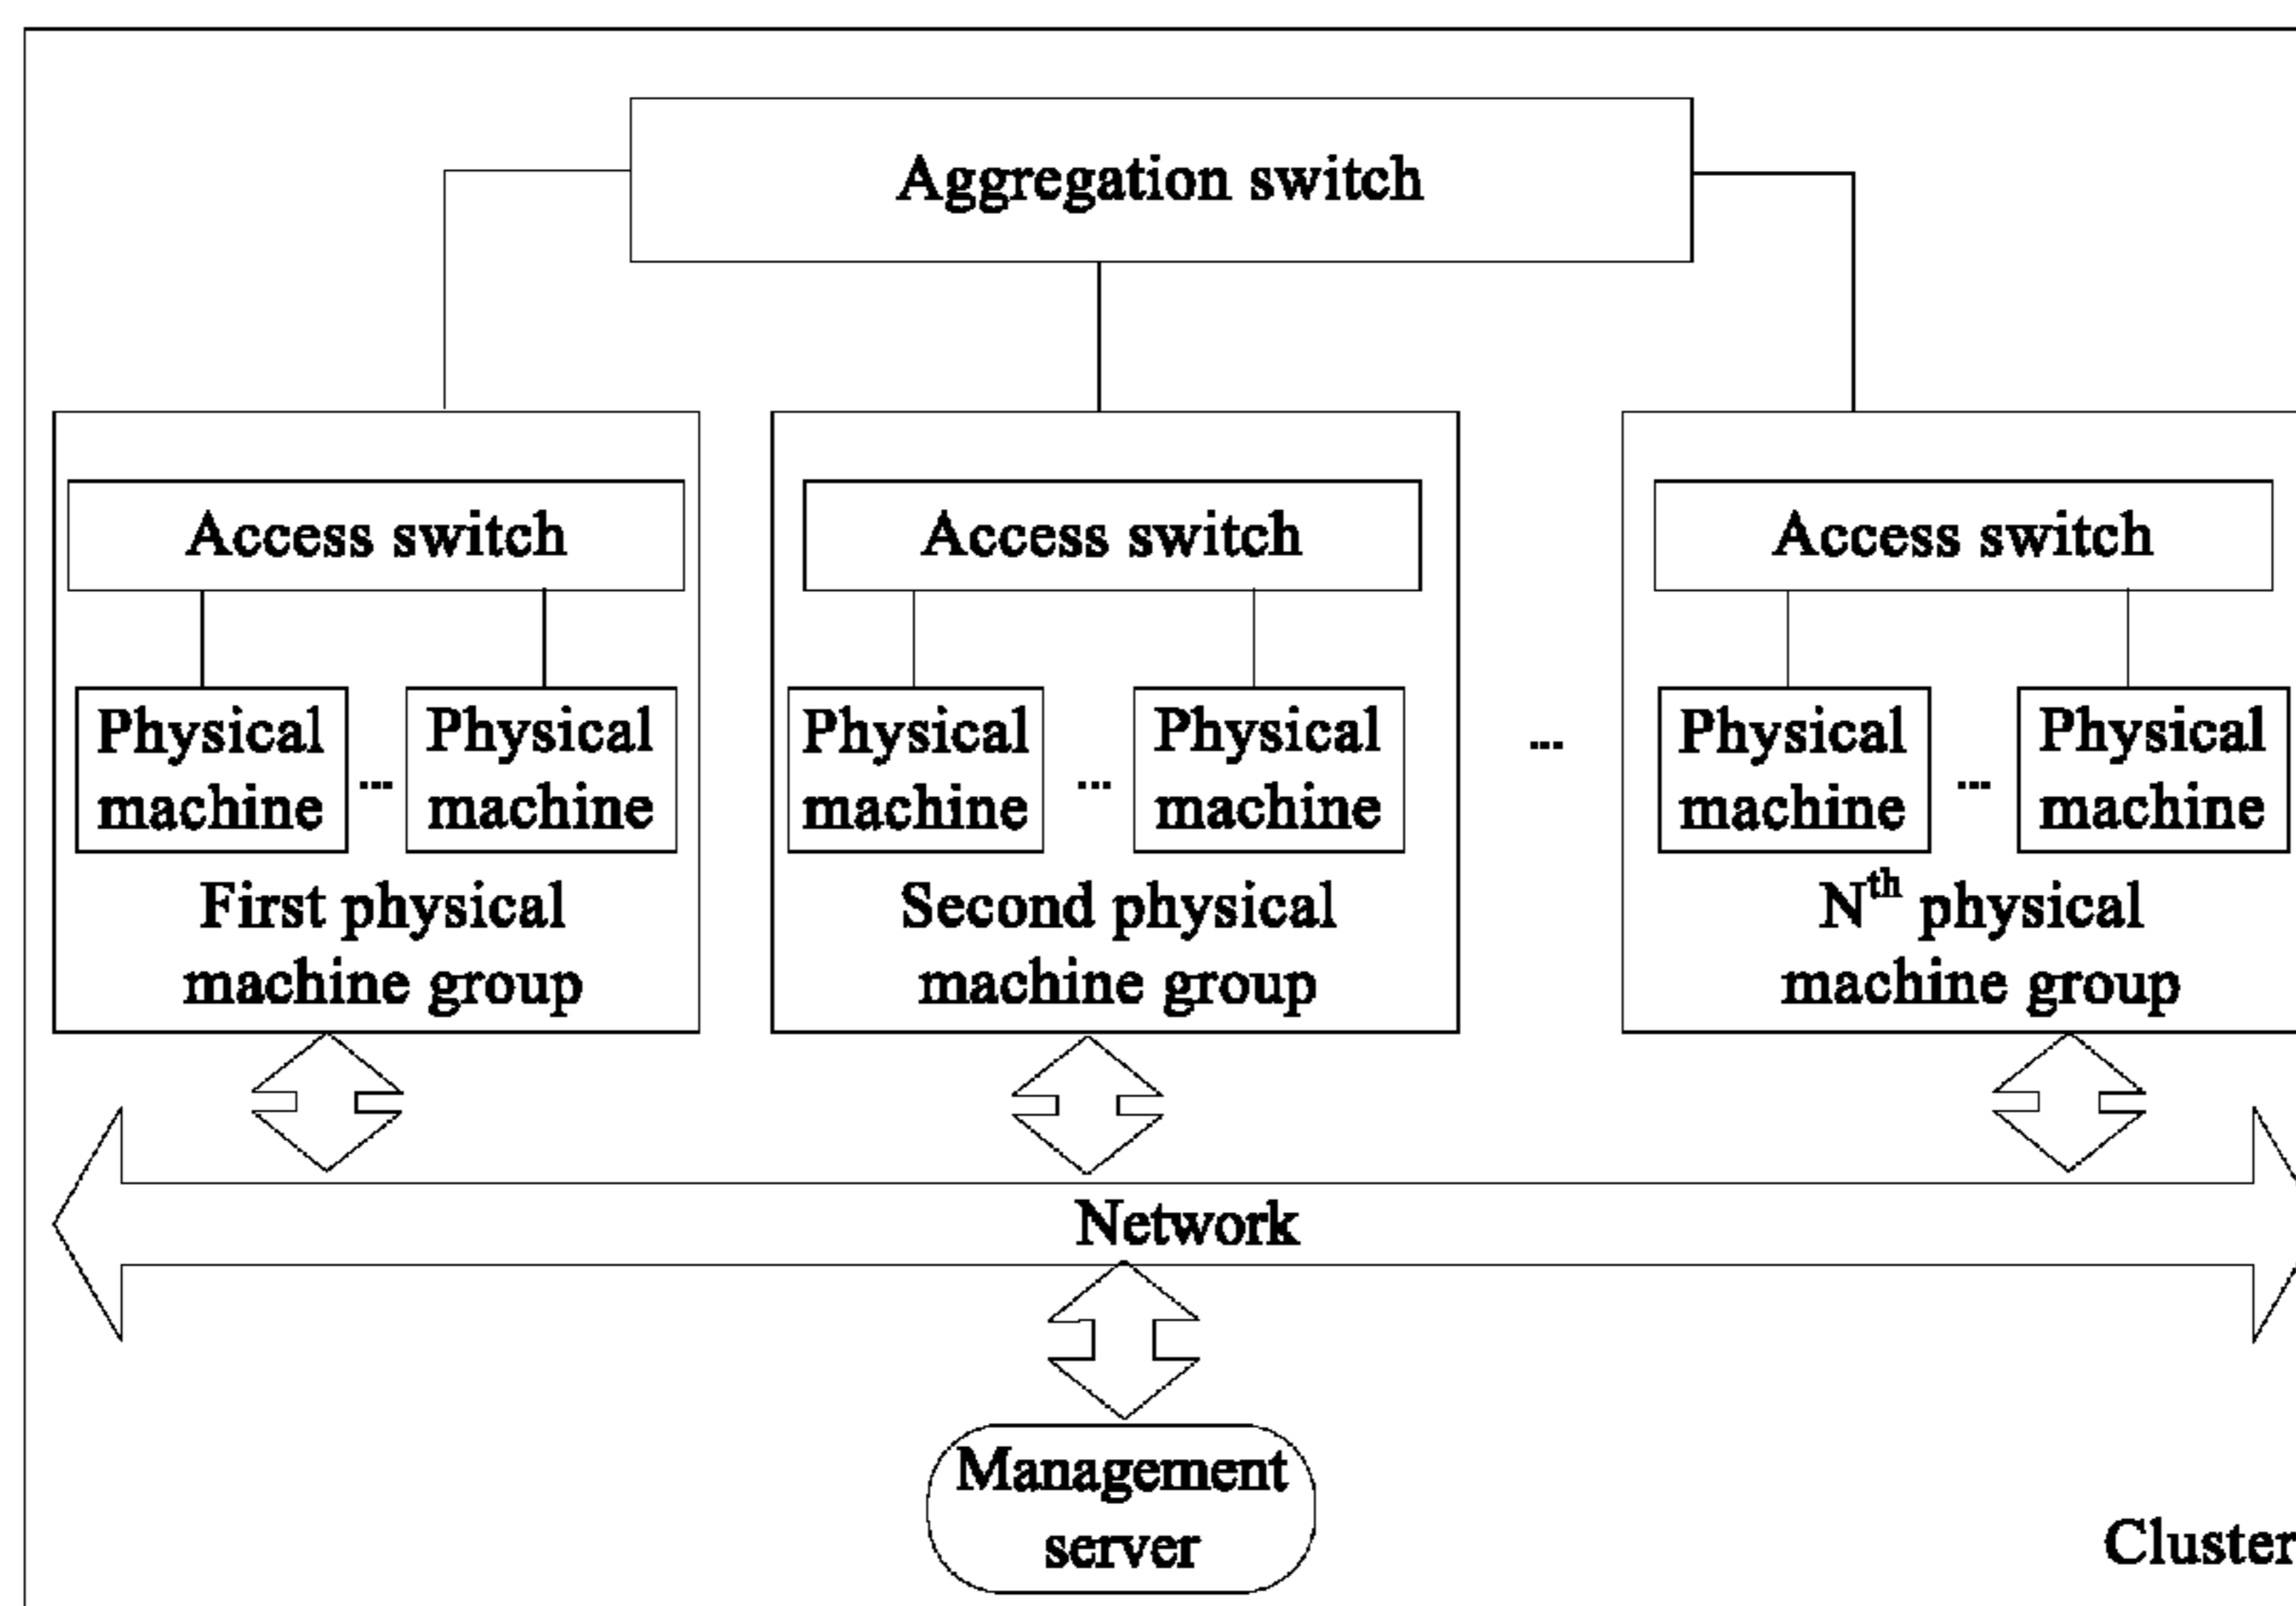 Aggregation switch
Access switch
Physical
machine
...
Physical
machine
First physical
machine group
Access switch
Physical
machine
...
Physical
machine
Second physical
machine group
...
Access switch
Physical
machine
...
Physical
machine
Nth physical
machine group
Network
Management
server
Cluster